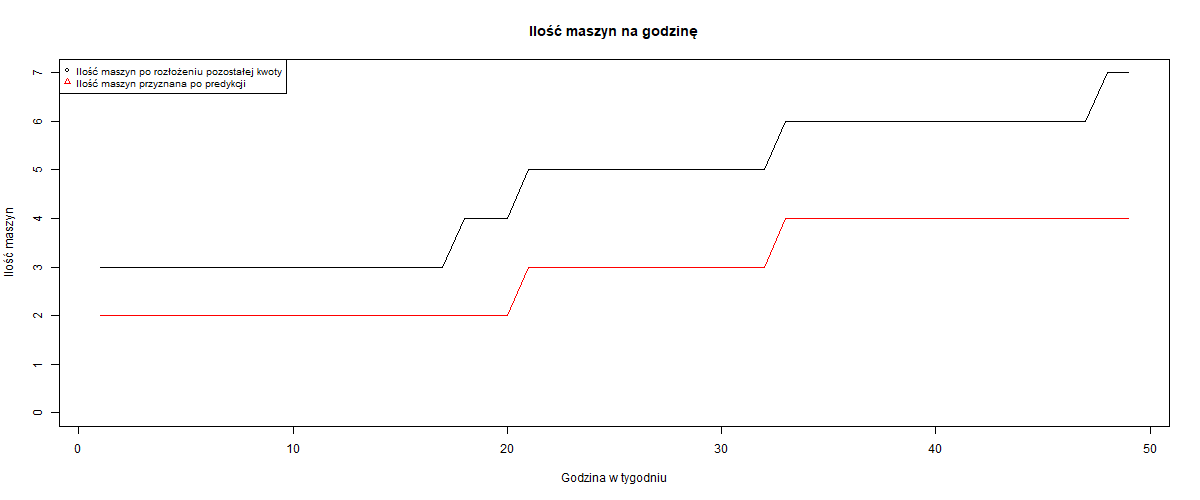 Ilość maszyn na godzinę
Ilość maszyn po rozłożeniu pozostałej kwoty
Ilość maszyn przyznana po predykcji
Ilość maszyn
7
6
5
4
3
2
1
0
0 10 20 30 40 50
Godzina w tygodniu